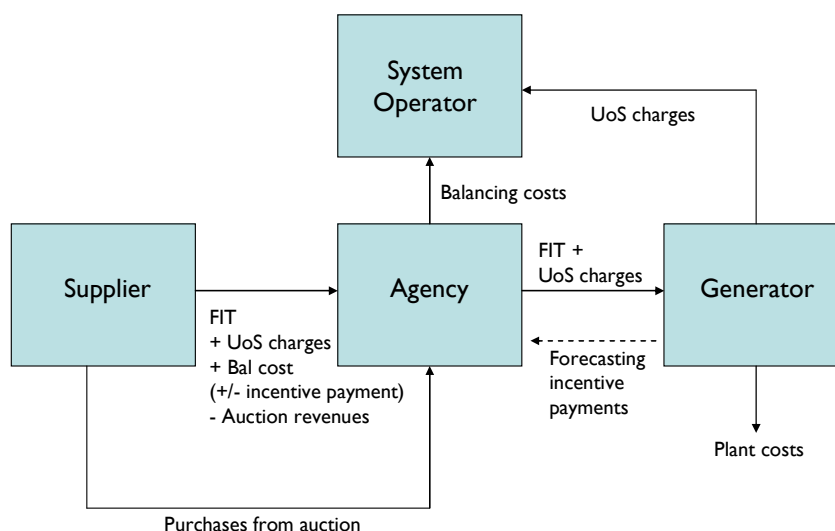 System
Operator
UoS charges
Balancing costs
Supplier
Agency
Generator
FIT +
UoS charges
FIT
+ UoS charges
+ Bal cost
(+/- incentive payment)
- Auction revenues
Forecasting
incentive
payments
Plant costs
Purchases from auction